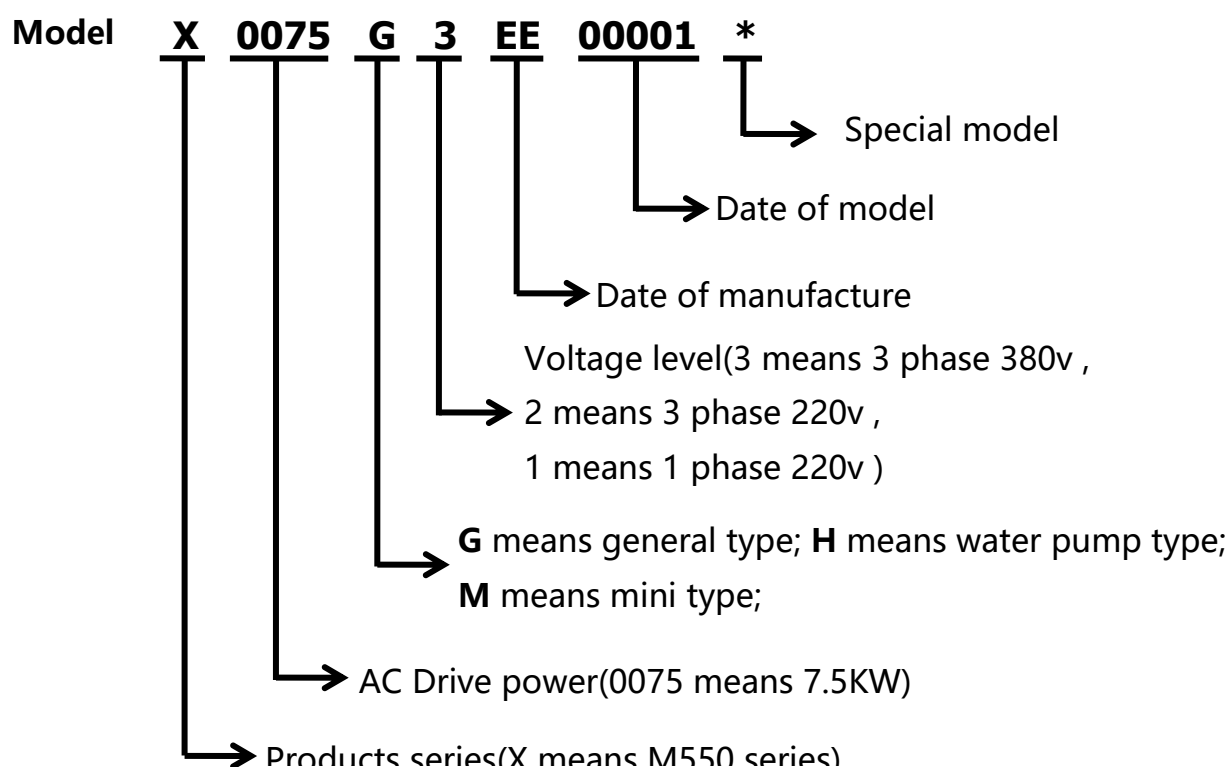 Model X 0075 G 3 EE 00001 *
Special model
Date of model
Date of manufacture
Voltage level(3 means 3 phase 380v ,
2 means 3 phase 220v ,
1 means 1 phase 220v )
G means general type; H means water pump type;
M means mini type;
AC Drive power(0075 means 7.5KW)
Products series(X means M550 series)